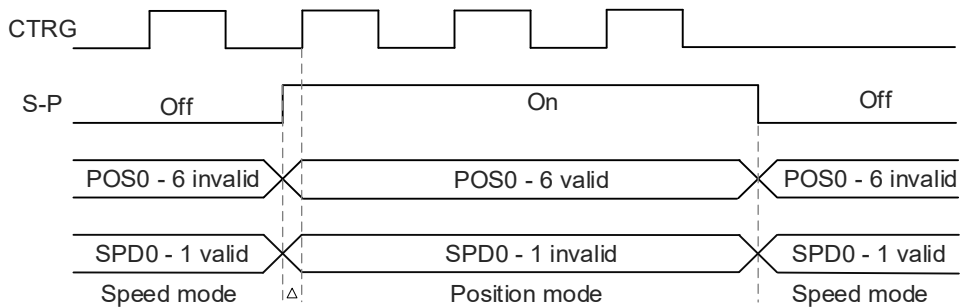 CTRG
S-P
Off
On
Off
POS0 - 6 invalid
POS0 - 6 valid
POS0 - 6 invalid
SPD0 - 1 valid
SPD0 - 1 invalid
SPD0 - 1 valid
Speed mode
△
Position mode
Speed mode